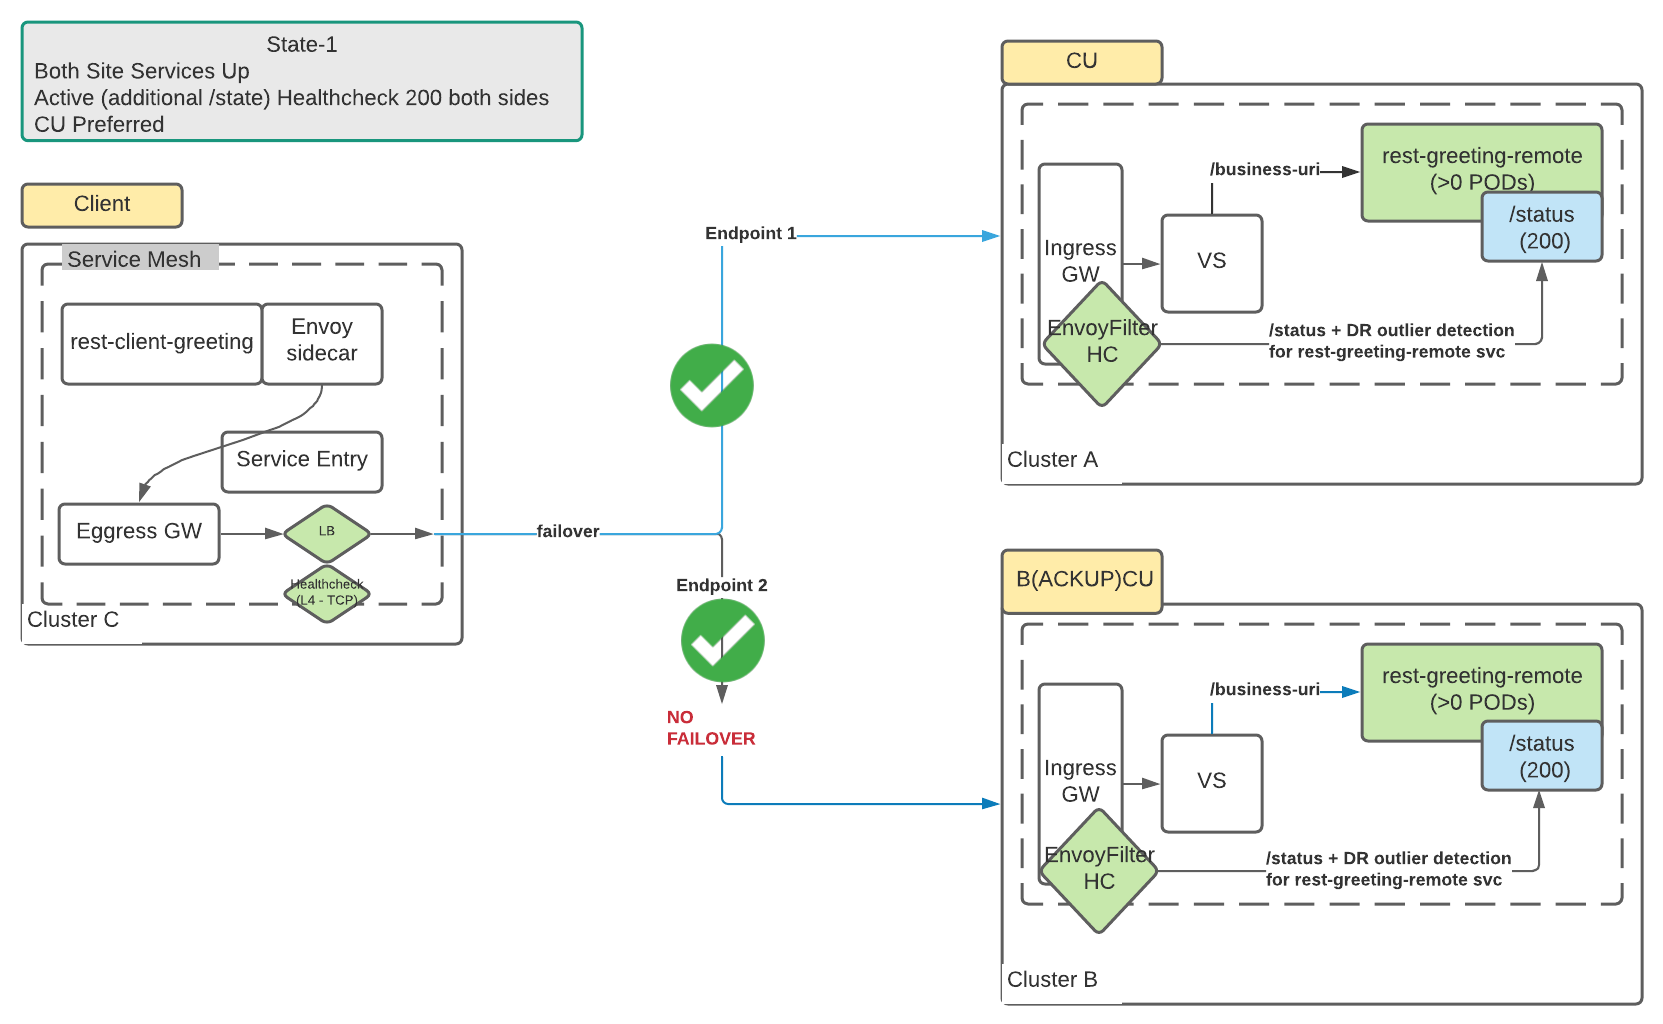 State-1
Both Site Services Up
Active (additional /state) Healthcheck 200 both sides
CU Preferred
Client
Service Mesh
rest-client-greeting
Envoy
sidecar
Service Entry
Eggress GW
LB
Healthcheck
(L4 - TCP)
Cluster C
failover
Endpoint 1
Endpoint 2
NO
FAILOVER
CU
Ingress
GW
EnvoyFilter
HC
VS
/business-uri
rest-greeting-remote
(>0 PODs)
/status
(200)
/status + DR outlier detection
for rest-greeting-remote svc
Cluster A
B(ACKUP)CU
Ingress
GW
EnvoyFilter
HC
VS
/business-uri
rest-greeting-remote
(>0 PODs)
/status
(200)
/status + DR outlier detection
for rest-greeting-remote svc
Cluster B